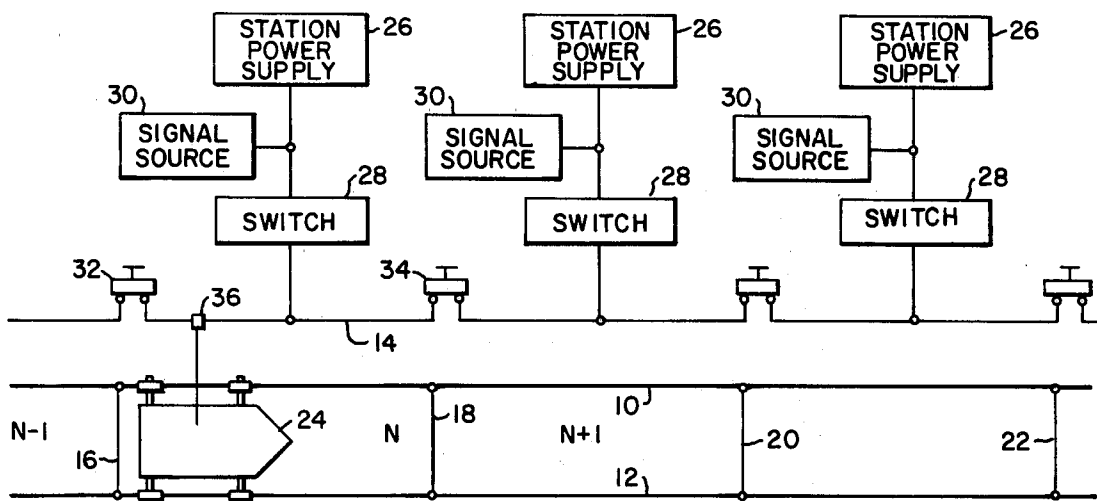 STATION
POWER
SUPPLY
26
STATION
POWER
SUPPLY
26
STATION
POWER
SUPPLY
26
30
SIGNAL
SOURCE
30
SIGNAL
SOURCE
30
SIGNAL
SOURCE
28
SWITCH
28
SWITCH
28
SWITCH
32
34
36
14
N-1
16
24
N
18
10
N+1
12
20
22